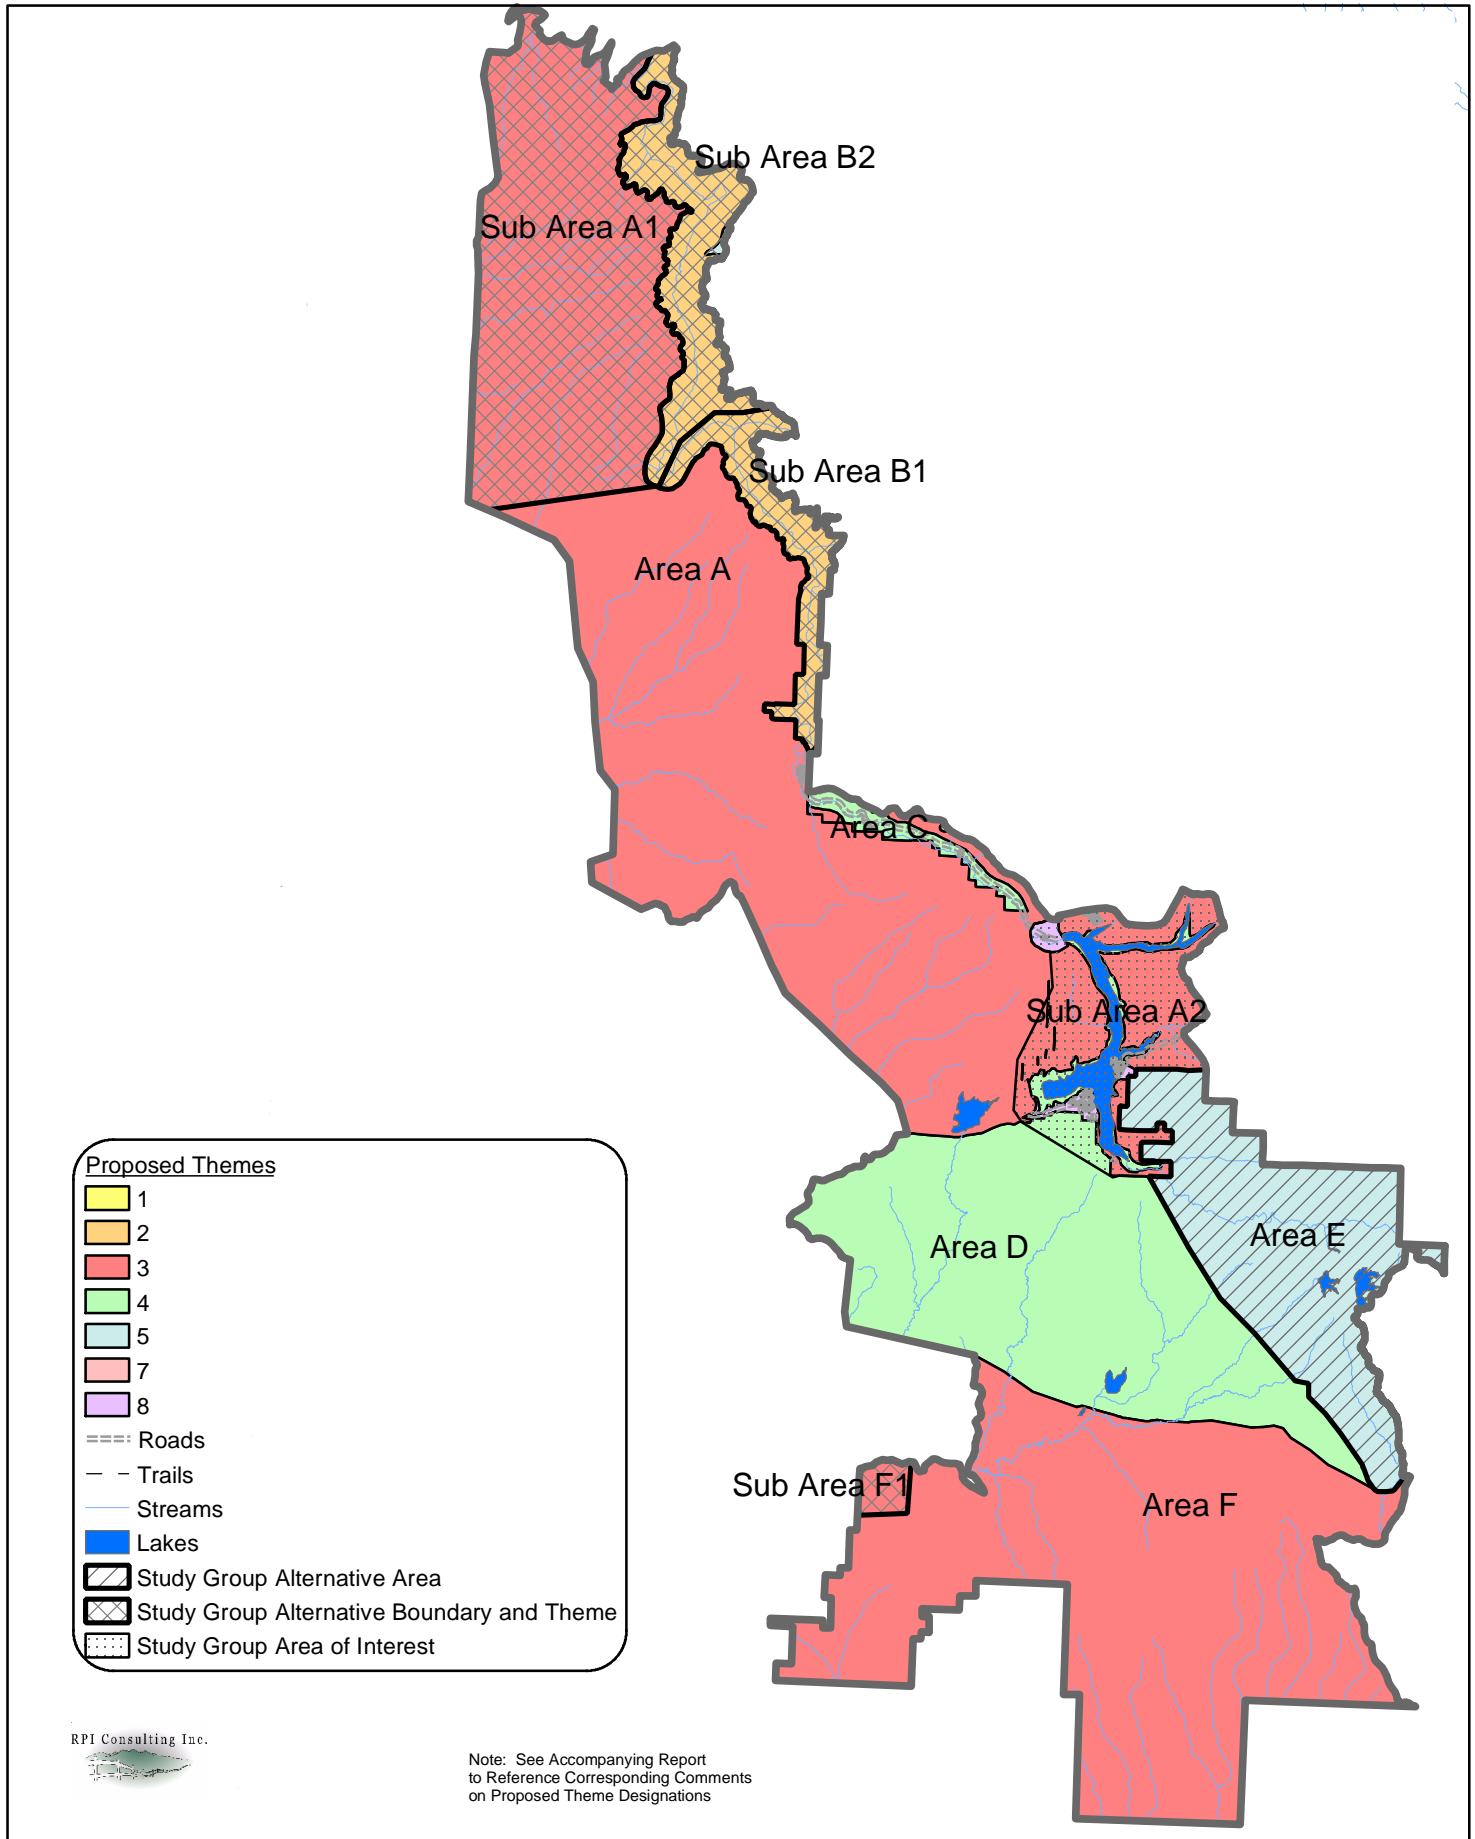 Sub Area B2
Sub Area A1
Sub Area B1
Area A
Area C
Sub Area A2
Area E
Area D
Sub Area F1
Area F
Proposed Themes
1
2
3
4
5
7
8
Roads
Trails
Streams
Lakes
Study Group Alternative Area
Study Group Alternative Boundary and Theme
Study Group Area of Interest
RPI Consulting Inc.
Note: See Accompanying Report
to Reference Corresponding Comments
on Proposed Theme Designations